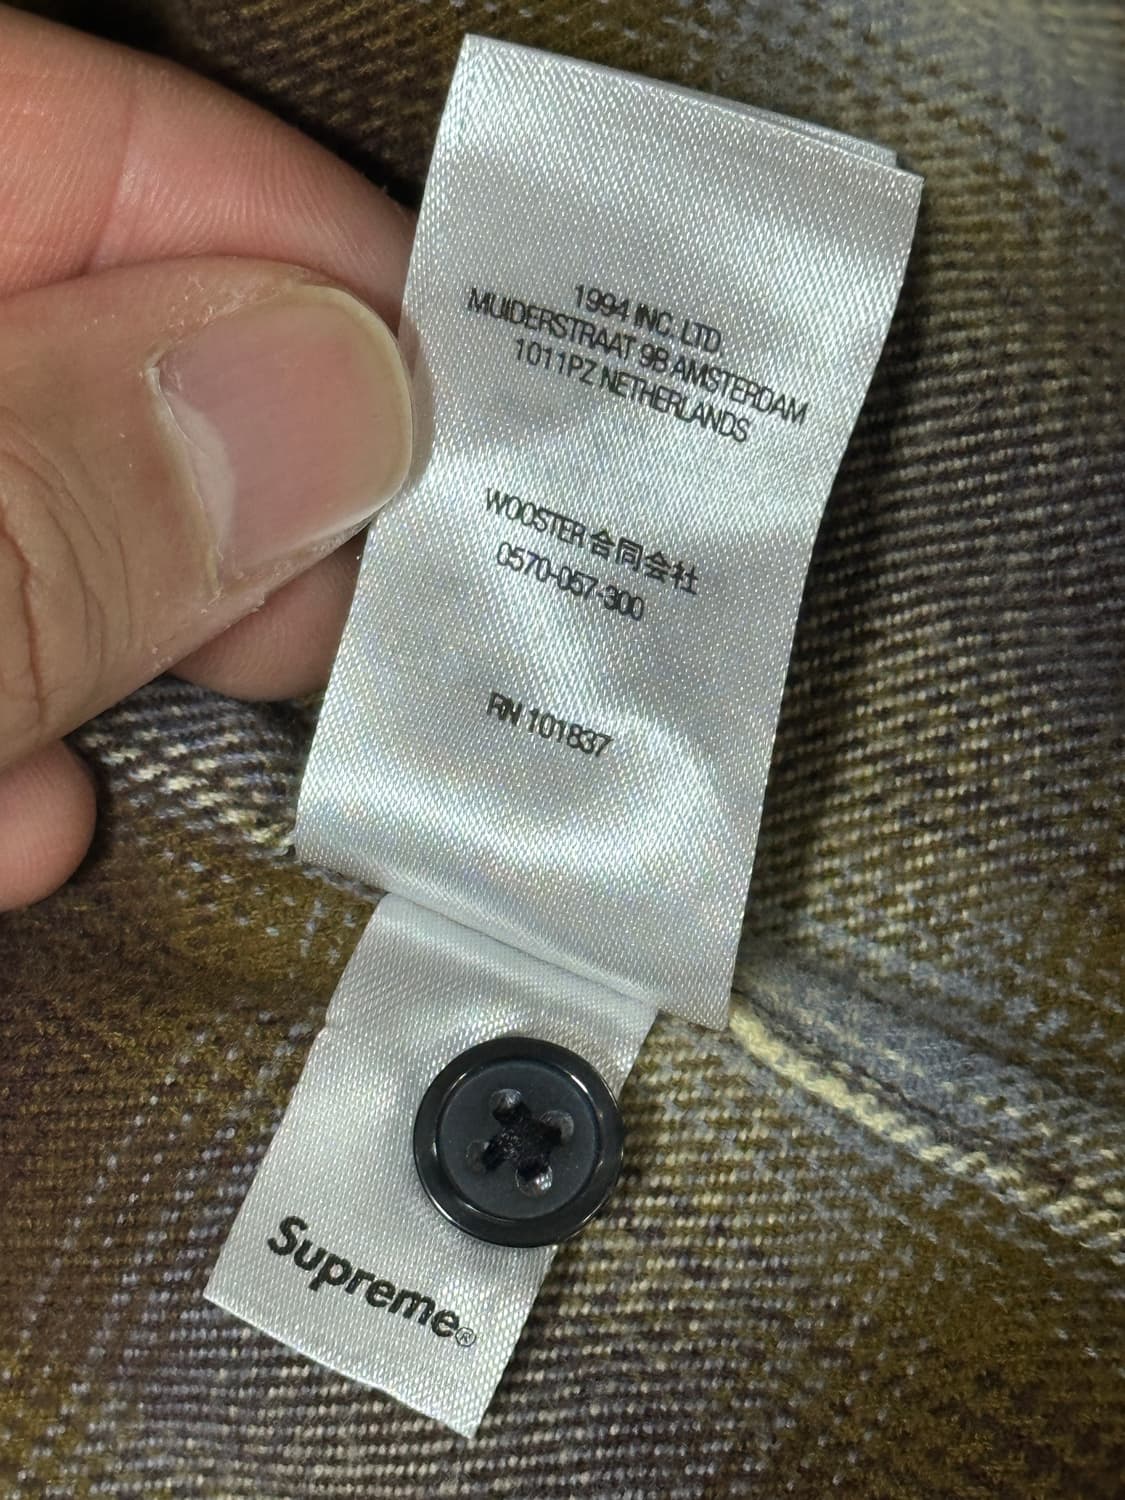 1994 INC. LTD.
MUIDERSTRAAT 9B AMSTERDAM
1011PZ NETHERLANDS
WOOSTER合同会社
0570-057-300
RN 101837
Supreme®